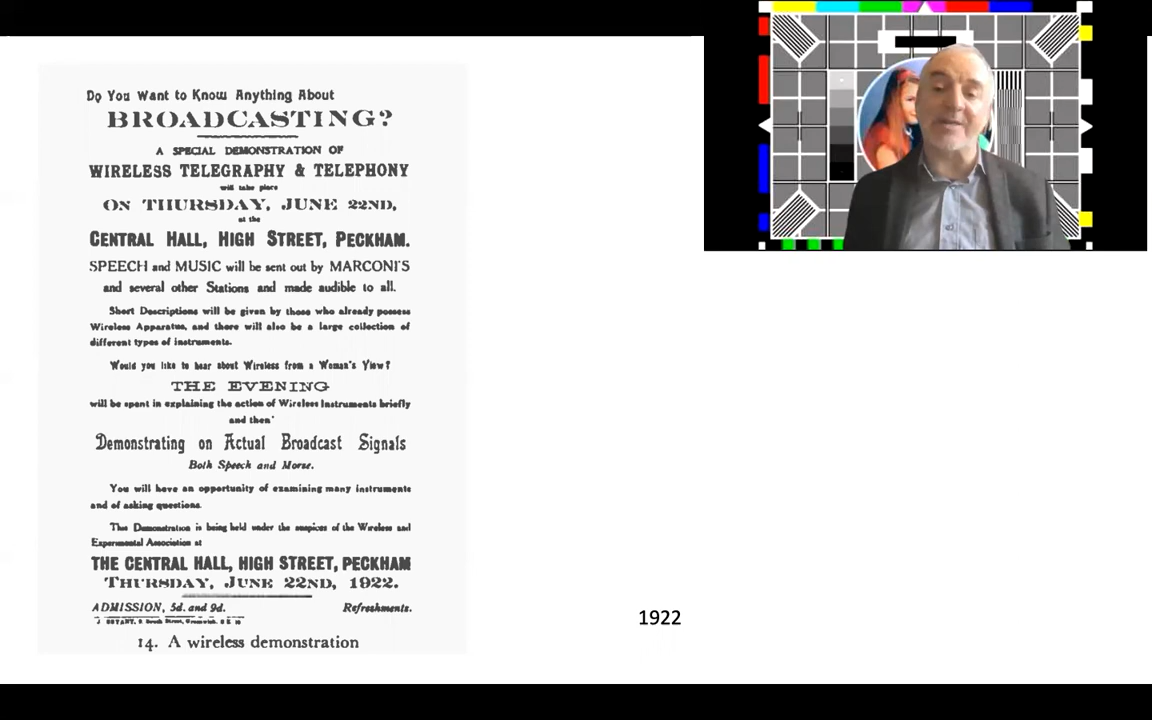 Do You Want to Know Anything About
BROADCASTING?
A SPECIAL DEMONSTRATION OF
WIRELESS TELEGRAPHY & TELEPHONY
will take place
ON THURSDAY, JUNE 22ND,
at the
CENTRAL HALL, HIGH STREET, PECKHAM.
SPEECH and MUSIC will be sent out by MARCONI'S
and several other Stations and made audible to all.
Short Descriptions will be given by those who already possess
Wireless Apparatus, and there will also be a large collection of
different types of instruments.
Would you like to hear about Wireless from a Woman's View?
THE EVENING
will be spent in explaining the action of Wireless Instruments briefly
and then
Demonstrating on Actual Broadcast Signals
Both Speech and Morse.
You will have an opportunity of examining many instruments
and of asking questions.
This Demonstration is being held under the auspices of the Wireless and
Experimental Association at
THE CENTRAL HALL, HIGH STREET, PECKHAM
THURSDAY, JUNE 22ND, 1922.
ADMISSION, 5d. and 9d. Refreshments.
14. A wireless demonstration
1922